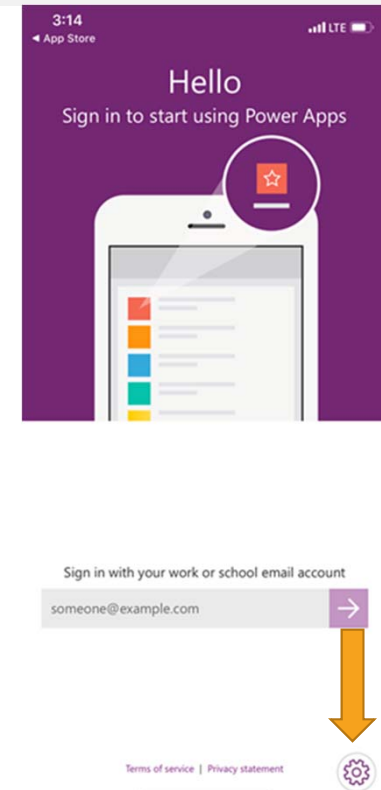 3:14
LTE
◄ App Store
Hello
Sign in to start using Power Apps
Sign in with your work or school email account
someone@example.com
Terms of service | Privacy statement